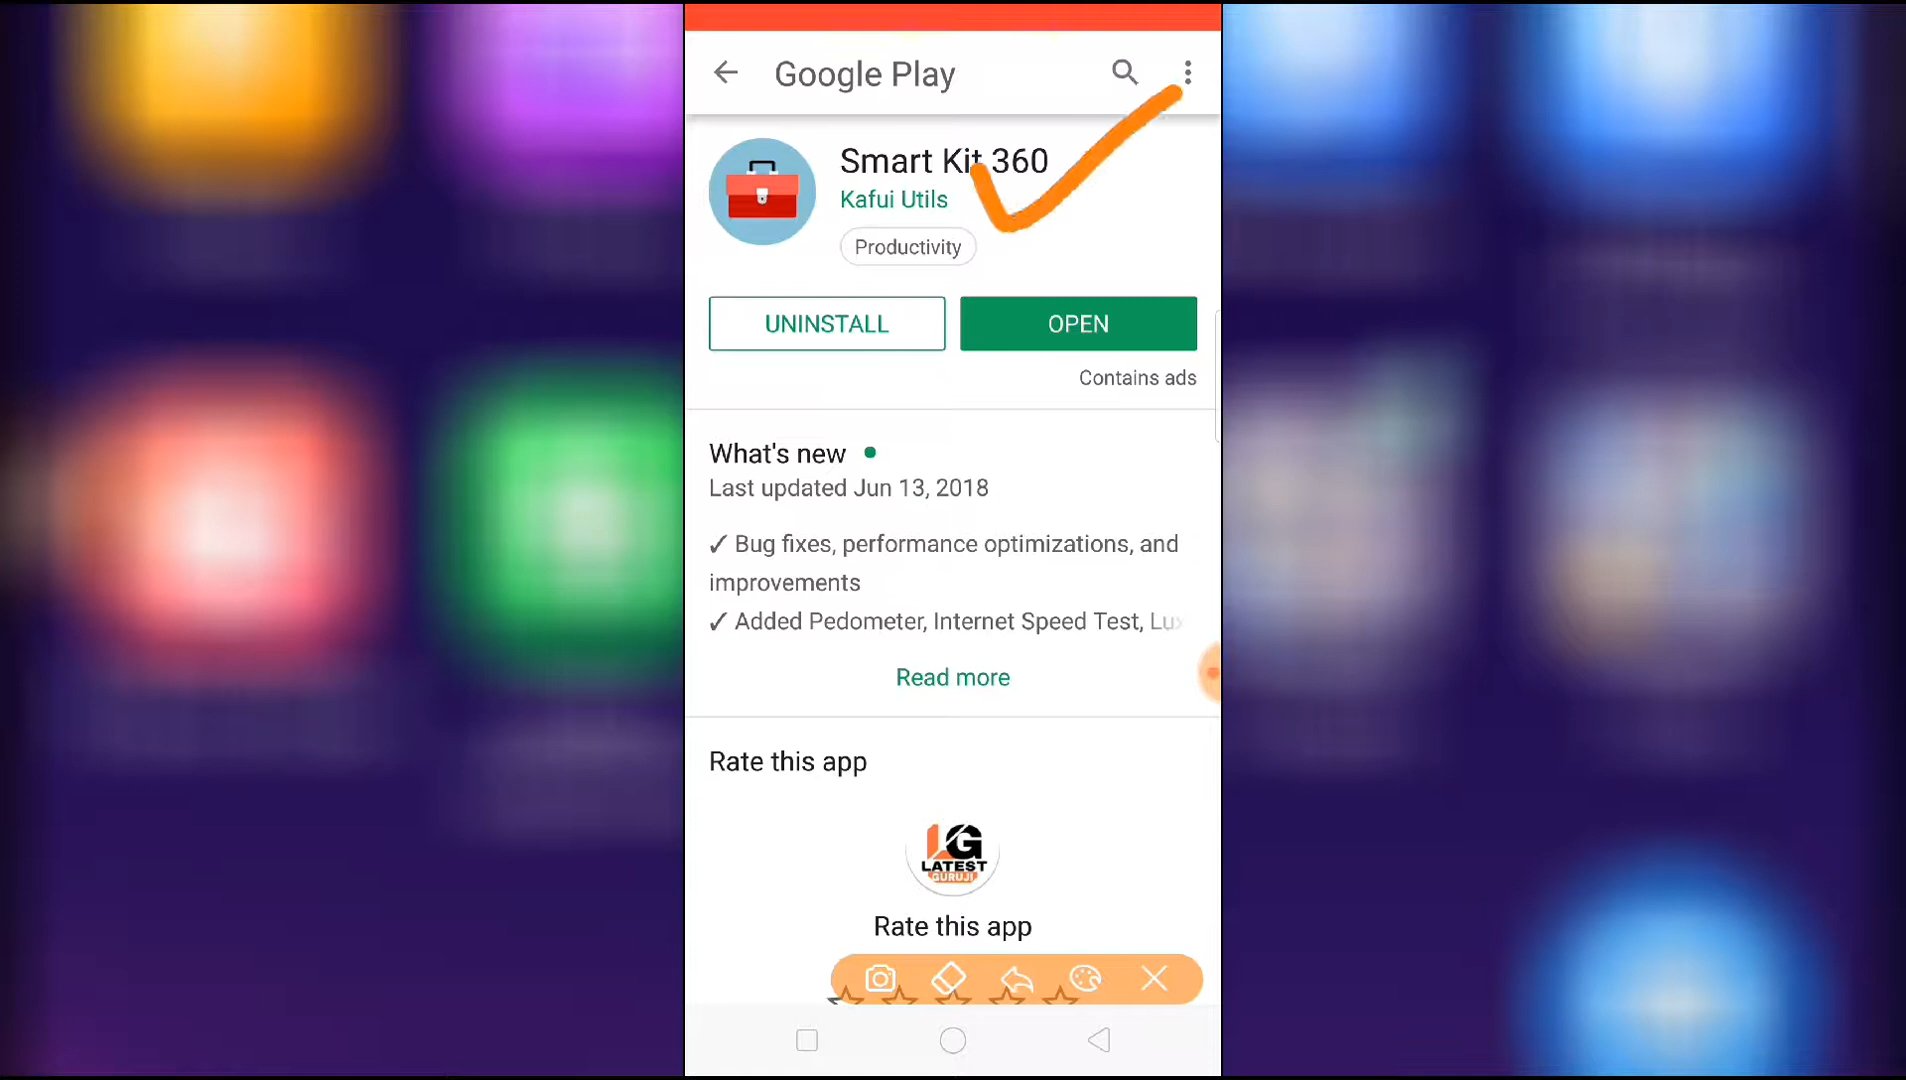 Google Play
Smart Kit 360
Kafui Utils
Productivity
UNINSTALL
OPEN
Contains ads
What's new
Last updated Jun 13, 2018
✓ Bug fixes, performance optimizations, and
improvements
✓ Added Pedometer, Internet Speed Test, Lux
Read more
Rate this app
LG
LATEST
GURUJI
Rate this app